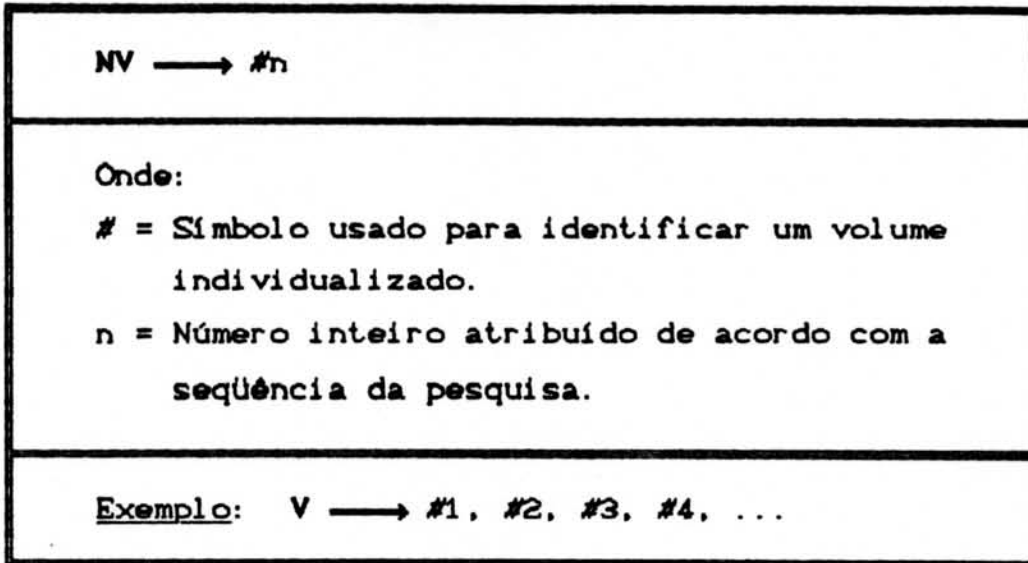 NV ⟶ #n
Onde:
# = Símbolo usado para identificar um volume
individualizado.
n = Número inteiro atribuído de acordo com a
seqüência da pesquisa.
Exemplo: V ⟶ #1, #2, #3, #4, ...